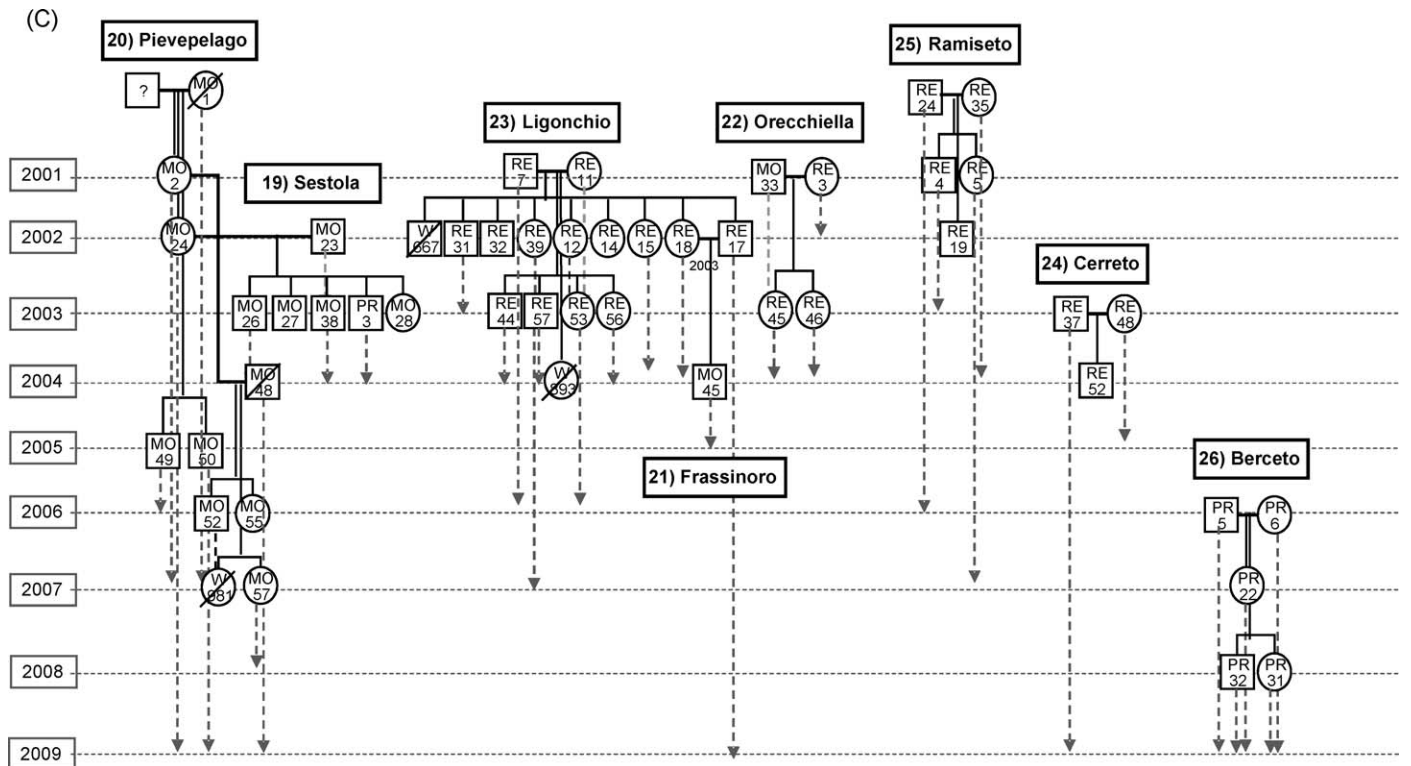 (C)
20) Pievepelago
25) Ramiseto
?
MO
1
RE
24
RE
35
23) Ligonchio
22) Orecchiella
2001
MO
2
19) Sestola
RE
7
RE
11
MO
33
RE
3
RE
4
RE
5
2002
MO
24
MO
23
W
667
RE
31
RE
32
RE
39
RE
12
RE
14
RE
15
RE
18
RE
17
RE
19
2003
24) Cerreto
2003
MO
26
MO
27
MO
38
PR
3
MO
28
RE
44
RE
57
RE
53
RE
56
RE
45
RE
46
RE
37
RE
48
2004
MO
48
W
893
MO
45
RE
52
2005
MO
49
MO
50
26) Berceto
21) Frassinoro
2006
MO
52
MO
55
PR
5
PR
6
2007
W
981
MO
57
PR
22
2008
PR
32
PR
31
2009